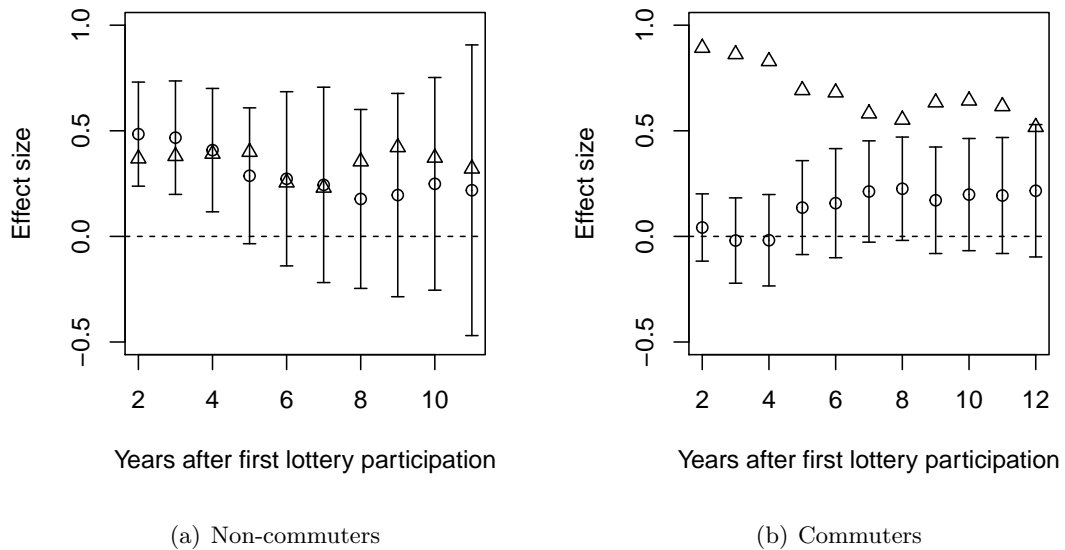 1.0
0.5
0.0
−0.5
Effect size
2 4 6 8 10
Years after first lottery participation
(a) Non-commuters
1.0
0.5
0.0
−0.5
Effect size
2 4 6 8 10 12
Years after first lottery participation
(b) Commuters